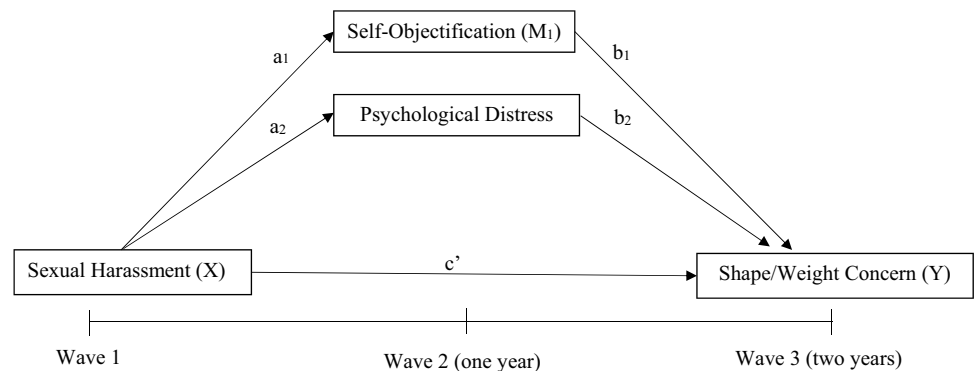 Self-Objectification (M₁)
a₁
b₁
Psychological Distress
a₂
b₂
Sexual Harassment (X)
c’
Shape/Weight Concern (Y)
Wave 1
Wave 2 (one year)
Wave 3 (two years)